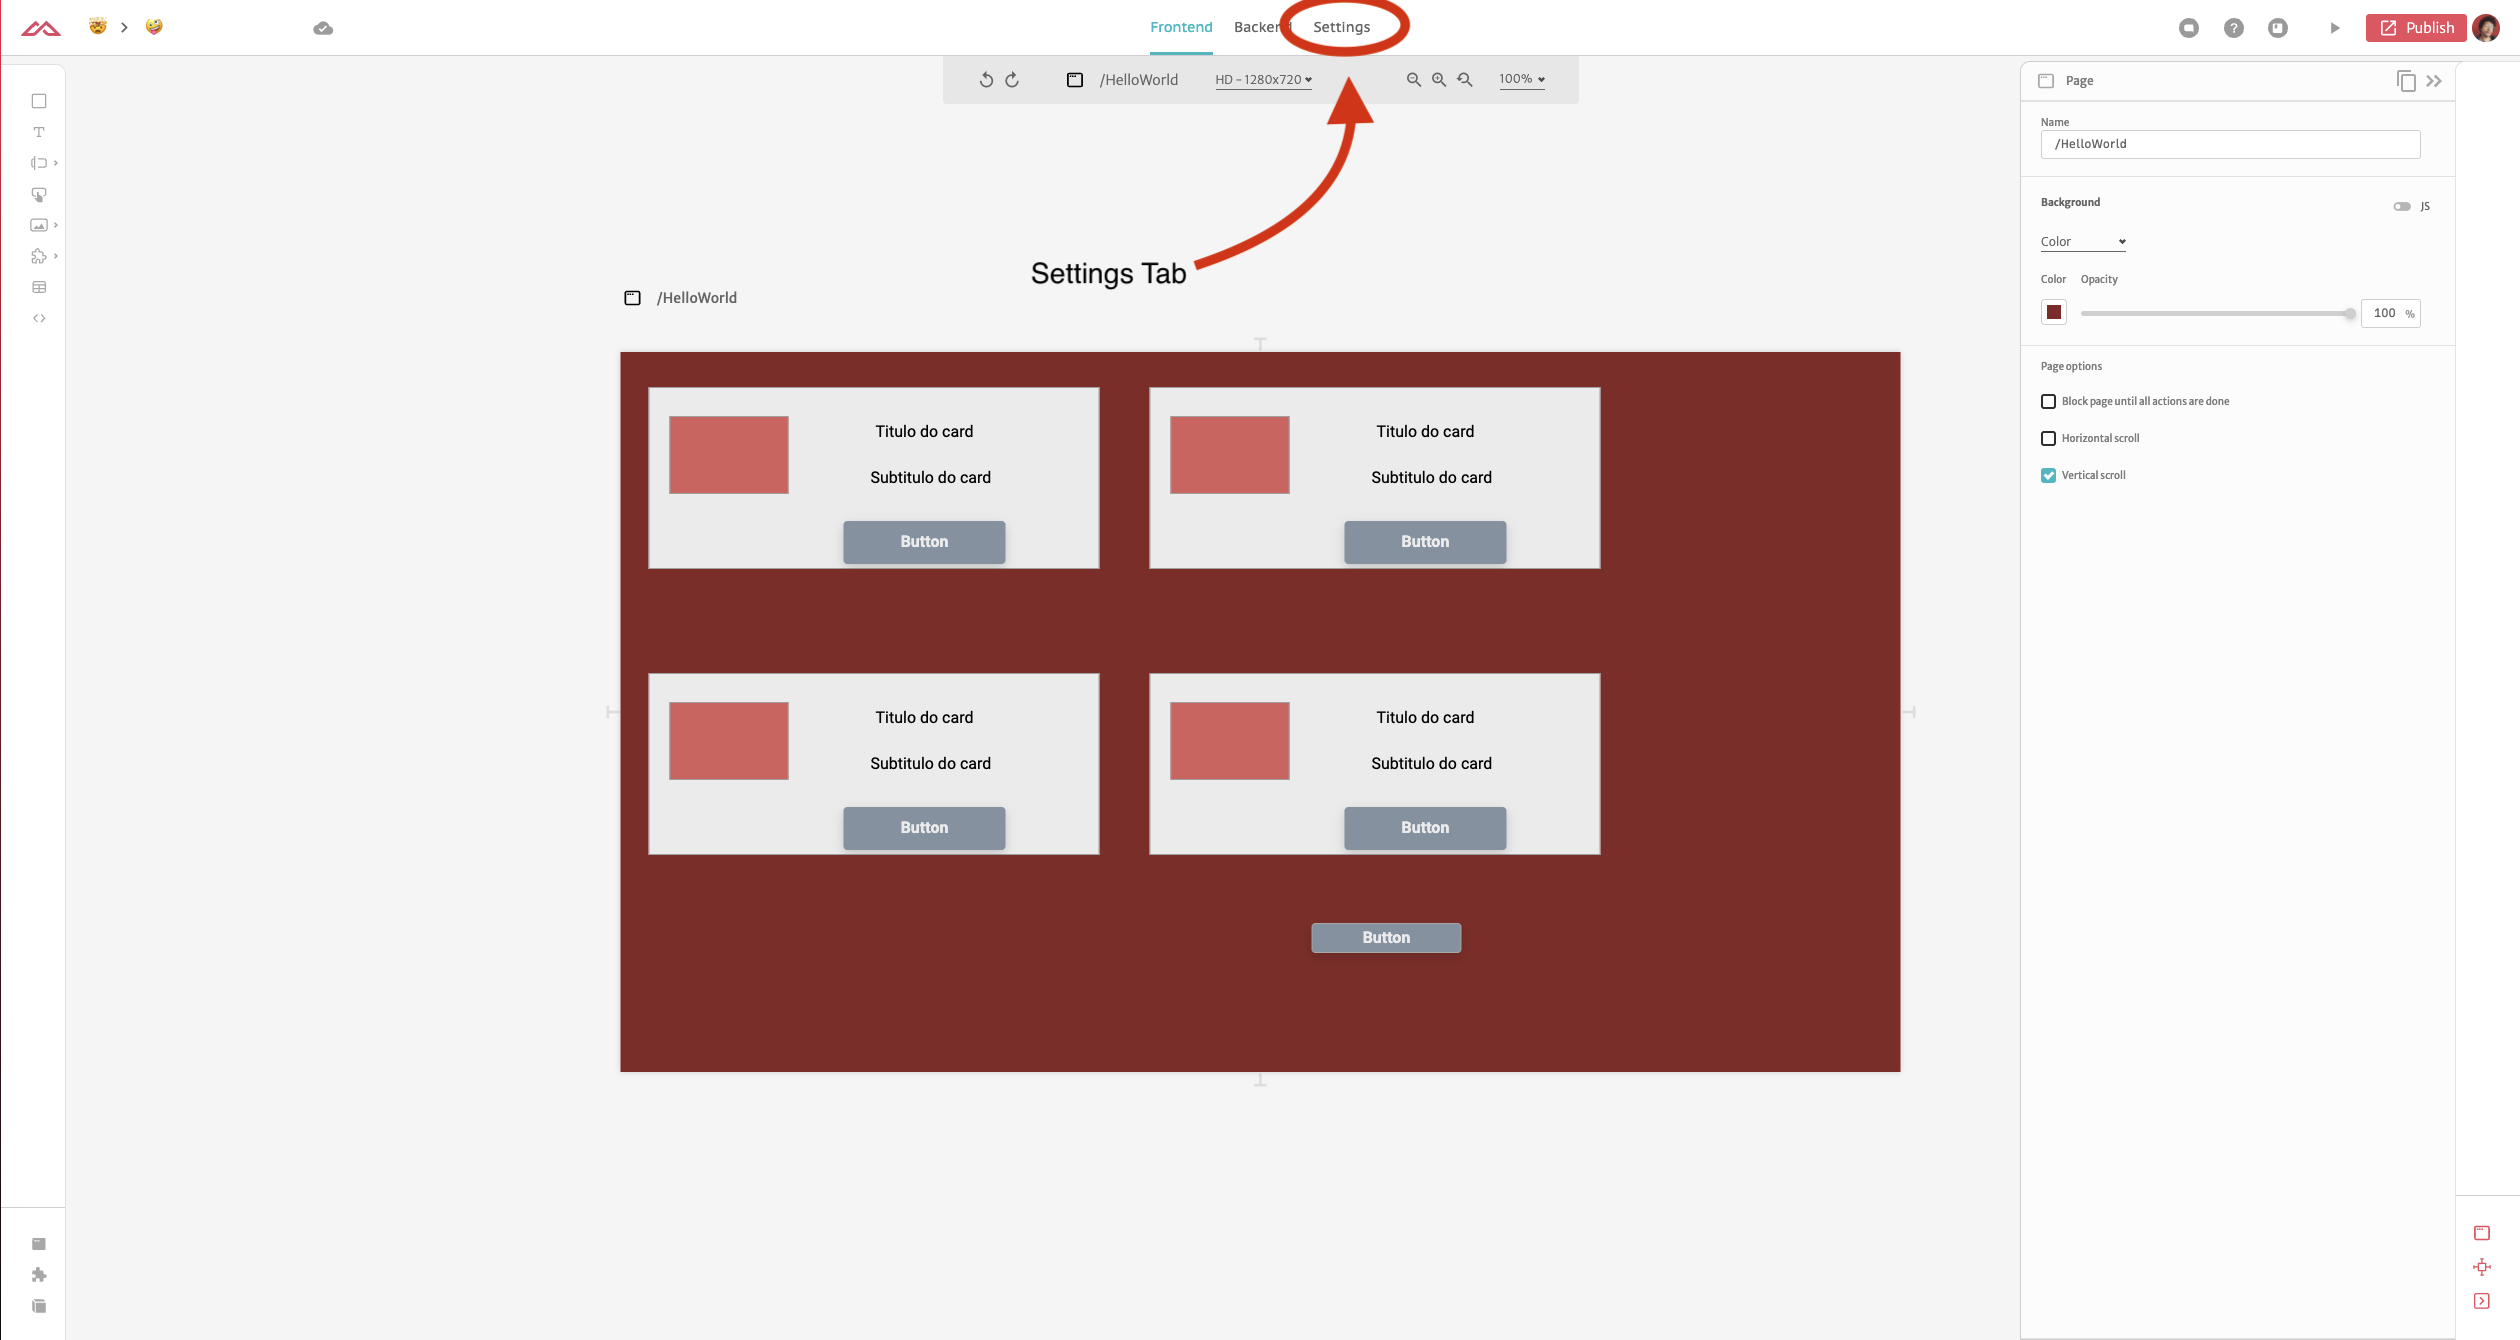 Frontend Backend Settings
Publish
/HelloWorld HD - 1280x720 100%
Page
Name
/HelloWorld
Background
JS
Color
Color Opacity
100 %
Page options
Block page until all actions are done
Horizontal scroll
Vertical scroll
Settings Tab
/HelloWorld
Titulo do card
Subtitulo do card
Button
Titulo do card
Subtitulo do card
Button
Titulo do card
Subtitulo do card
Button
Titulo do card
Subtitulo do card
Button
Button